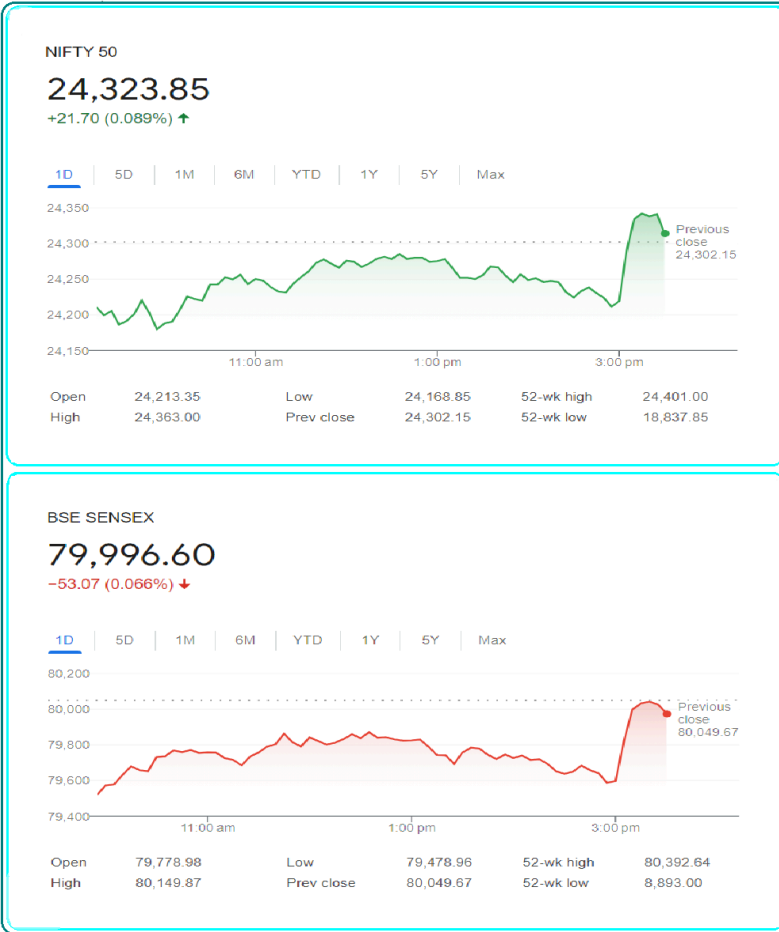 NIFTY 50
24,323.85
+21.70 (0.089%) ↑
1D 5D 1M 6M YTD 1Y 5Y Max
24,350
24,300
24,250
24,200
24,150
Previous
close
24,302.15
11:00 am 1:00 pm 3:00 pm
Open 24,213.35 Low 24,168.85 52-wk high 24,401.00
High 24,363.00 Prev close 24,302.15 52-wk low 18,837.85
BSE SENSEX
79,996.60
−53.07 (0.066%) ↓
1D 5D 1M 6M YTD 1Y 5Y Max
80,200
80,000
79,800
79,600
79,400
Previous
close
80,049.67
11:00 am 1:00 pm 3:00 pm
Open 79,778.98 Low 79,478.96 52-wk high 80,392.64
High 80,149.87 Prev close 80,049.67 52-wk low 8,893.00